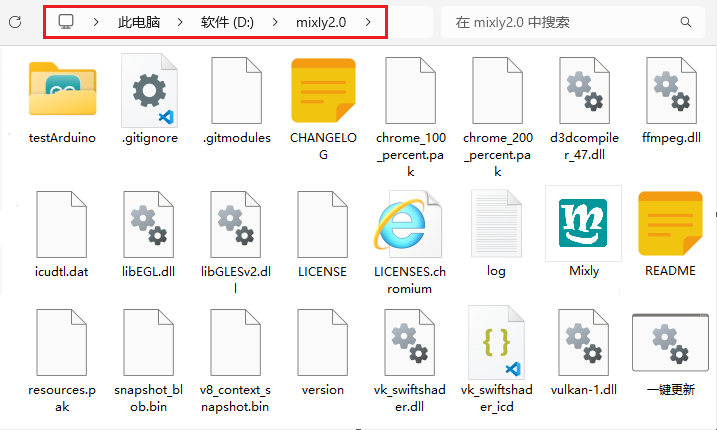 此电脑 > 软件 (D:) > mixly2.0 >
在 mixly2.0 中搜索
testArduino
.gitignore
.gitmodules
CHANGELOG
chrome_100_percent.pak
chrome_200_percent.pak
d3dcompiler_47.dll
ffmpeg.dll
icudtl.dat
libEGL.dll
libGLESv2.dll
LICENSE
LICENSES.chromium
log
Mixly
README
resources.pak
snapshot_blob.bin
v8_context_snapshot.bin
version
vk_swiftshader.dll
vk_swiftshader_icd
vulkan-1.dll
一键更新